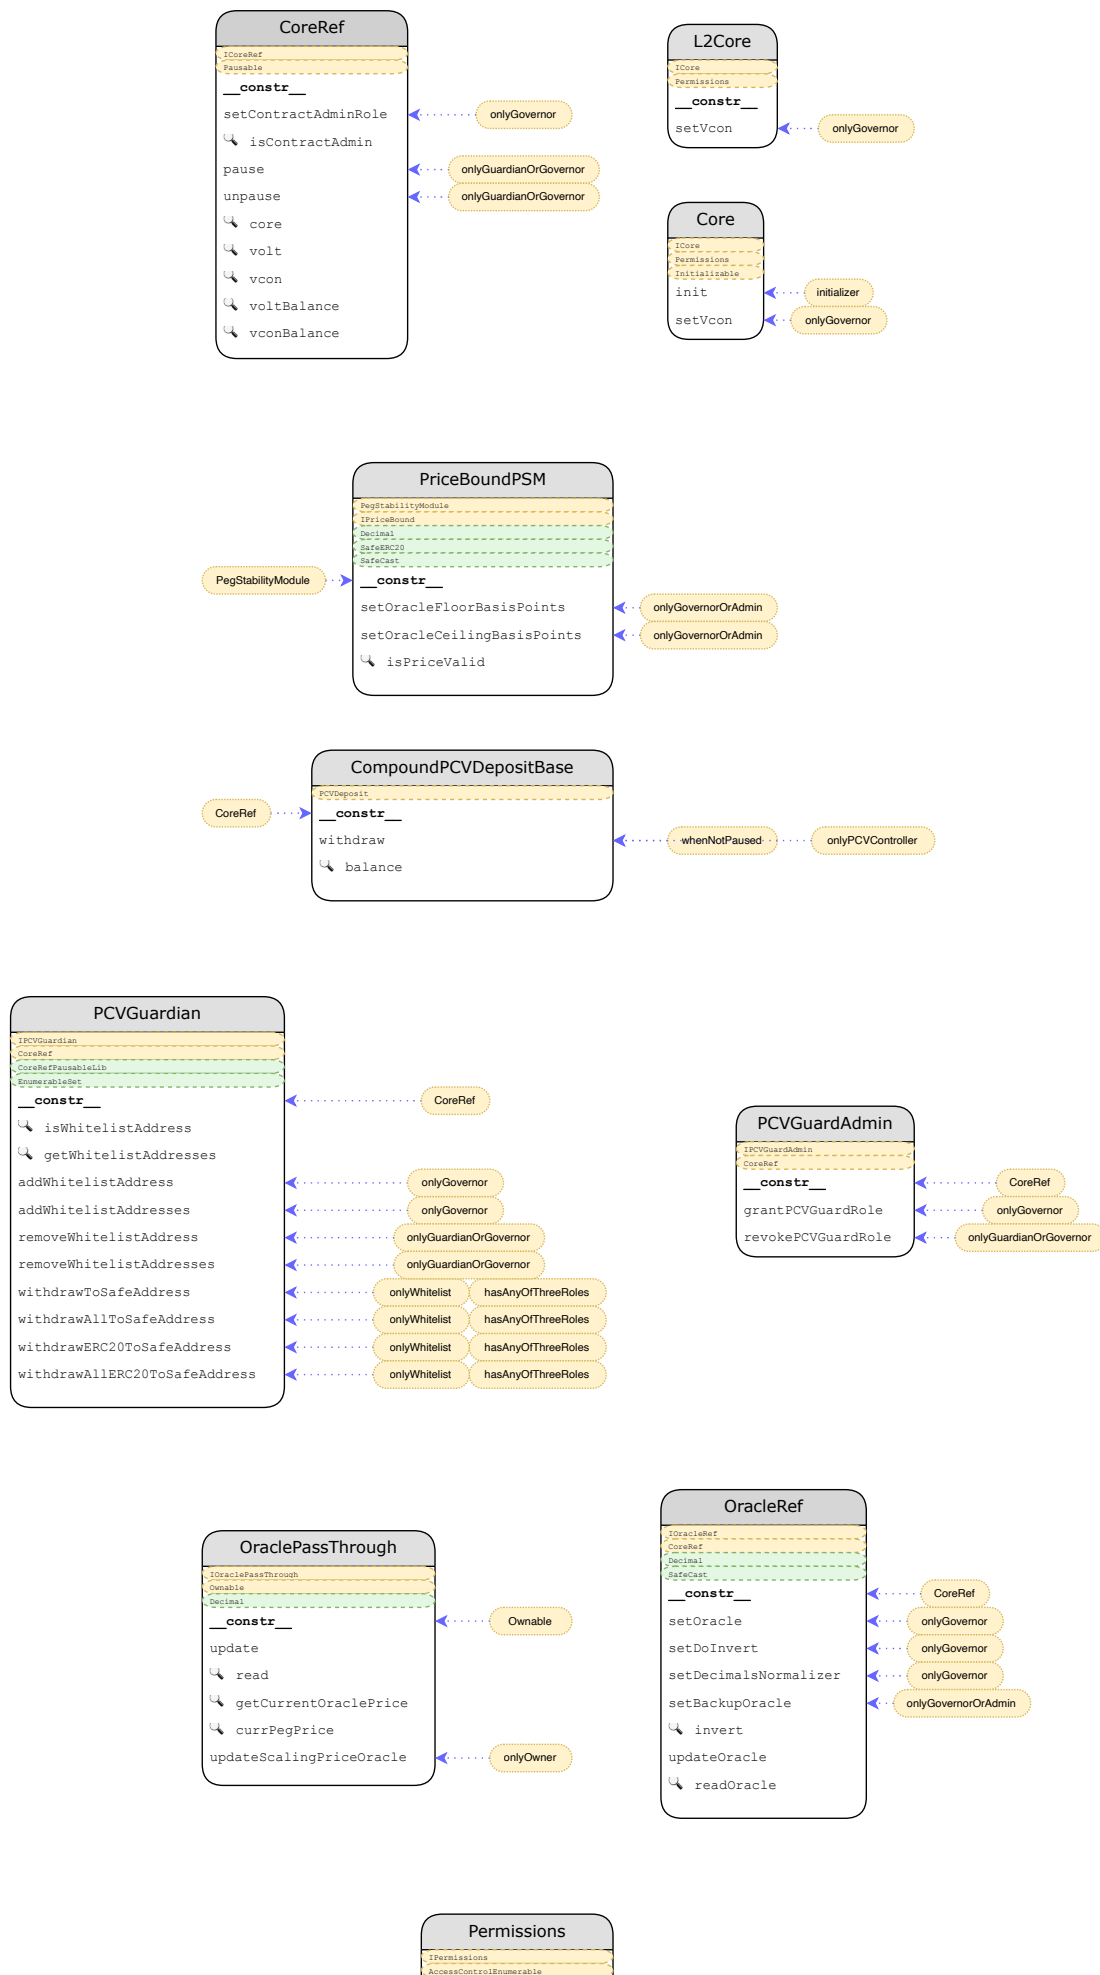 CoreRef
ICoreRef
Pausable
__constr__
setContractAdminRole
onlyGovernor
isContractAdmin
pause
onlyGuardianOrGovernor
unpause
onlyGuardianOrGovernor
core
volt
vcon
voltBalance
vconBalance
L2Core
ICore
Permissions
__constr__
setVcon
onlyGovernor
Core
ICore
Permissions
Initializable
init
initializer
setVcon
onlyGovernor
PriceBoundPSM
PegStabilityModule
IPriceBound
Decimal
SafeERC20
SafeCast
PegStabilityModule
__constr__
setOracleFloorBasisPoints
onlyGovernorOrAdmin
setOracleCeilingBasisPoints
onlyGovernorOrAdmin
isPriceValid
CompoundPCVDepositBase
PCVDeposit
CoreRef
__constr__
withdraw
whenNotPaused
onlyPCVController
balance
PCVGuardian
IPCVGuardian
CoreRef
CoreRefPausableLib
EnumerableSet
__constr__
CoreRef
isWhitelistAddress
getWhitelistAddresses
addWhitelistAddress
onlyGovernor
addWhitelistAddresses
onlyGovernor
removeWhitelistAddress
onlyGuardianOrGovernor
removeWhitelistAddresses
onlyGuardianOrGovernor
withdrawToSafeAddress
onlyWhitelist
hasAnyOfThreeRoles
withdrawAllToSafeAddress
onlyWhitelist
hasAnyOfThreeRoles
withdrawERC20ToSafeAddress
onlyWhitelist
hasAnyOfThreeRoles
withdrawAllERC20ToSafeAddress
onlyWhitelist
hasAnyOfThreeRoles
PCVGuardAdmin
IPCVGuardAdmin
CoreRef
__constr__
CoreRef
grantPCVGuardRole
onlyGovernor
revokePCVGuardRole
onlyGuardianOrGovernor
OraclePassThrough
IOraclePassThrough
Ownable
Decimal
__constr__
Ownable
update
read
getCurrentOraclePrice
currPegPrice
updateScalingPriceOracle
onlyOwner
OracleRef
IOracleRef
CoreRef
Decimal
SafeCast
__constr__
CoreRef
setOracle
onlyGovernor
setDoInvert
onlyGovernor
setDecimalsNormalizer
onlyGovernor
setBackupOracle
onlyGovernorOrAdmin
invert
updateOracle
readOracle
Permissions
IPermissions
AccessControlEnumerable